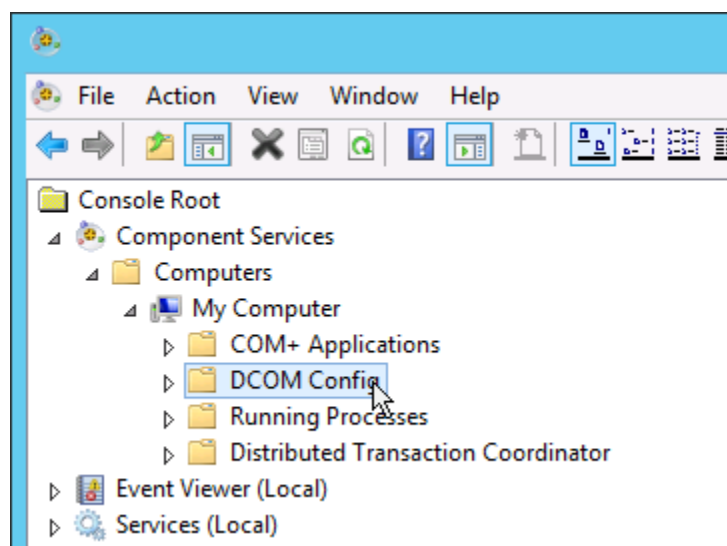 File Action View Window Help
Console Root
Component Services
Computers
My Computer
COM+ Applications
DCOM Config
Running Processes
Distributed Transaction Coordinator
Event Viewer (Local)
Services (Local)